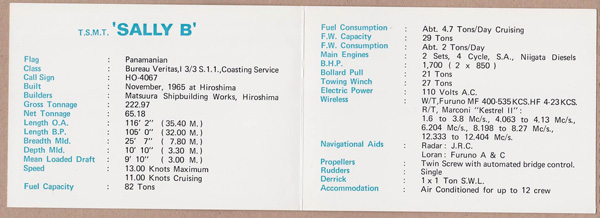 T.S.M.T. 'SALLY B'
Flag : Panamanian
Class : Bureau Veritas,I 3/3 S.1.1.,Coasting Service
Call Sign : HO-4067
Built : November, 1965 at Hiroshima
Builders : Matsuura Shipbuilding Works, Hiroshima
Gross Tonnage : 222.97
Net Tonnage : 65.18
Length O.A. : 116' 2" (35.40 M.)
Length B.P. : 105' 0" (32.00 M.)
Breadth Mld. : 25' 7" ( 7.80 M.)
Depth Mld. : 10' 10" ( 3.30 M.)
Mean Loaded Draft : 9' 10" ( 3.00 M.)
Speed : 13.00 Knots Maximum
11.00 Knots Cruising
Fuel Capacity : 82 Tons
Fuel Consumption : Abt. 4.7 Tons/Day Cruising
F.W. Capacity : 29 Tons
F.W. Consumption : Abt. 2 Tons/Day
Main Engines : 2 Sets, 4 Cycle, S.A., Niigata Diesels
B.H.P. : 1,700 ( 2 x 850 )
Bollard Pull : 21 Tons
Towing Winch : 27 Tons
Electric Power : 110 Volts A.C.
Wireless : W/T,Furuno MF 400-535 KCS.HF 4-23 KCS.
R/T, Marconi "Kestrel II" :
1.6 to 3.8 Mc/s., 4.063 to 4.13 Mc/s.,
6.204 Mc/s., 8.198 to 8.27 Mc/s.,
12.333 to 12.404 Mc/s.
Navigational Aids : Radar : J.R.C.
Loran : Furuno A & C
Propellers : Twin Screw with automated bridge control.
Rudders : Single
Derrick : 1 x 1 Ton S.W.L.
Accommodation : Air Conditioned for up to 12 crew